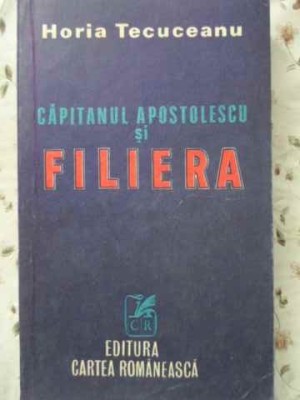 Horia Tecuceanu
CĂPITANUL APOSTOLESCU
și
FILIERA
CR
EDITURA
CARTEA ROMÂNEASCĂ